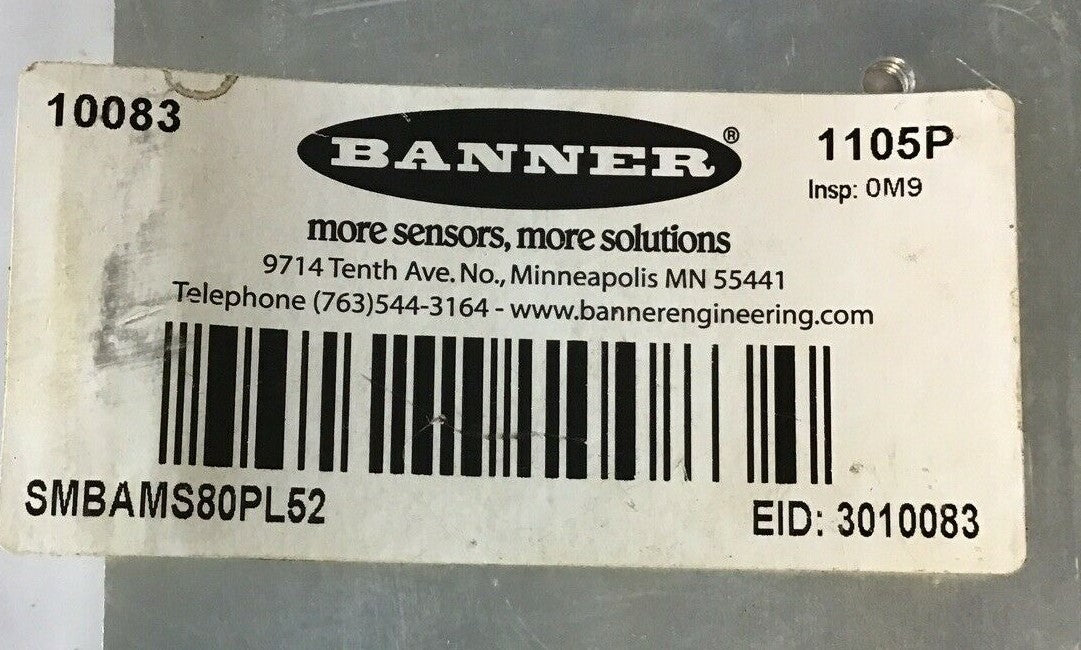 10083
BANNER®
1105P
Insp: 0M9
more sensors, more solutions
9714 Tenth Ave. No., Minneapolis MN 55441
Telephone (763)544-3164 - www.bannerengineering.com
SMBAMS80PL52
EID: 3010083